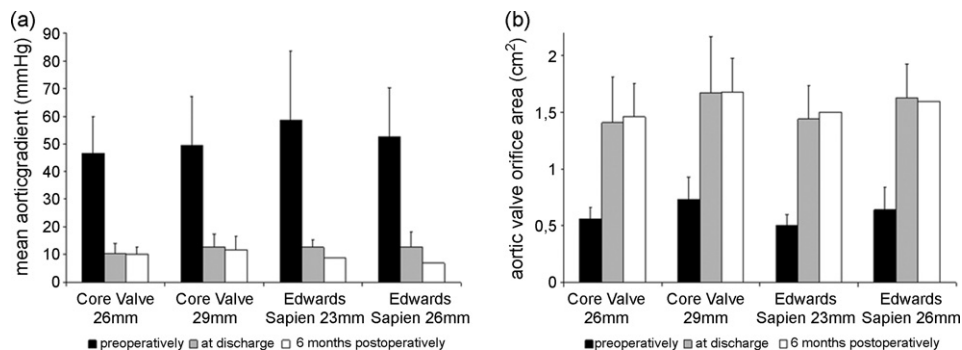 (a)
mean aorticgradient (mmHg)
90
80
70
60
50
40
30
20
10
0
Core Valve 26mm
Core Valve 29mm
Edwards Sapien 23mm
Edwards Sapien 26mm
preoperatively at discharge 6 months postoperatively
(b)
aortic valve orifice area (cm²)
2
1,5
1
0,5
0
Core Valve 26mm
Core Valve 29mm
Edwards Sapien 23mm
Edwards Sapien 26mm
preoperatively at discharge 6 months postoperatively